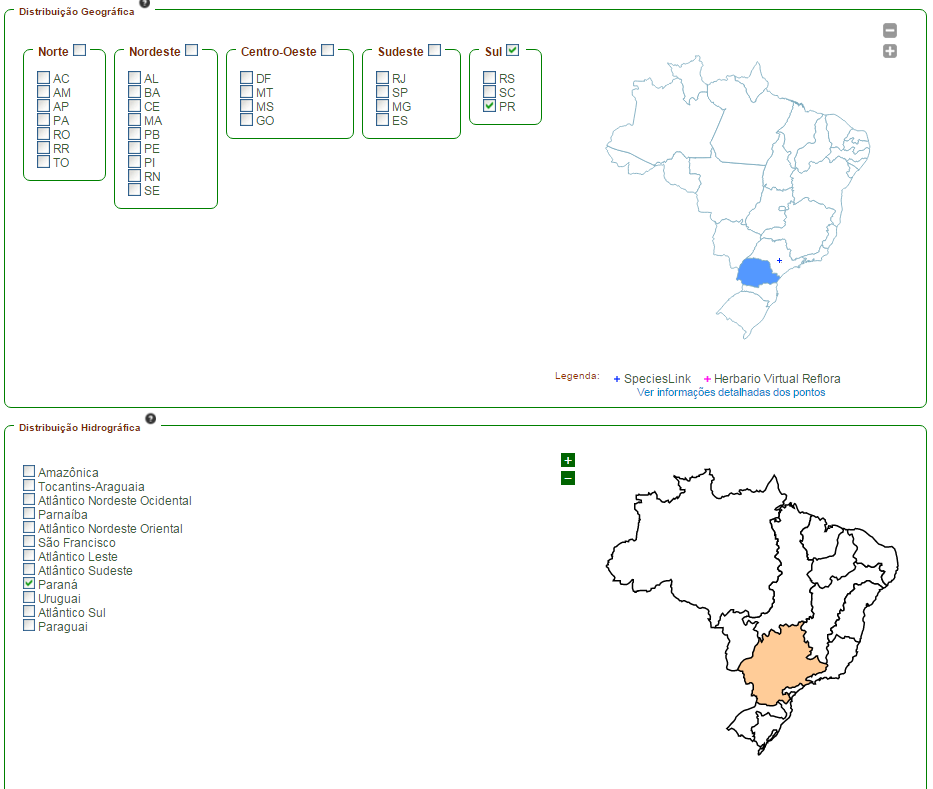 Distribuição Geográfica ?
Norte
AC
AM
AP
PA
RO
RR
TO
Nordeste
AL
BA
CE
MA
PB
PE
PI
RN
SE
Centro-Oeste
DF
MT
MS
GO
Sudeste
RJ
SP
MG
ES
Sul
RS
SC
PR
Legenda: + SpeciesLink + Herbario Virtual Reflora
Ver informações detalhadas dos pontos
Distribuição Hidrográfica ?
Amazônica
Tocantins-Araguaia
Atlântico Nordeste Ocidental
Parnaíba
Atlântico Nordeste Oriental
São Francisco
Atlântico Leste
Atlântico Sudeste
Paraná
Uruguai
Atlântico Sul
Paraguai